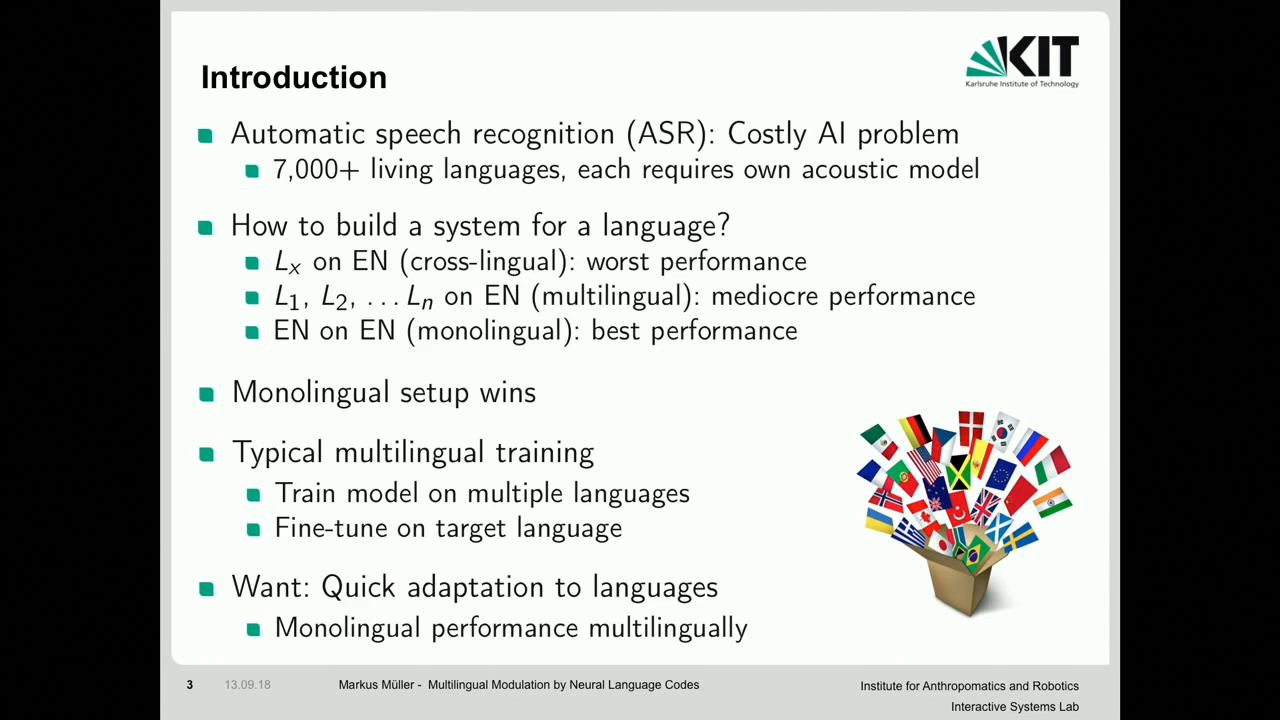 Introduction
KIT
Karlsruhe Institute of Technology
Automatic speech recognition (ASR): Costly AI problem
7,000+ living languages, each requires own acoustic model
How to build a system for a language?
Lx on EN (cross-lingual): worst performance
L1, L2, ... Ln on EN (multilingual): mediocre performance
EN on EN (monolingual): best performance
Monolingual setup wins
Typical multilingual training
Train model on multiple languages
Fine-tune on target language
Want: Quick adaptation to languages
Monolingual performance multilingually
3 13.09.18 Markus Müller - Multilingual Modulation by Neural Language Codes
Institute for Anthropomatics and Robotics
Interactive Systems Lab